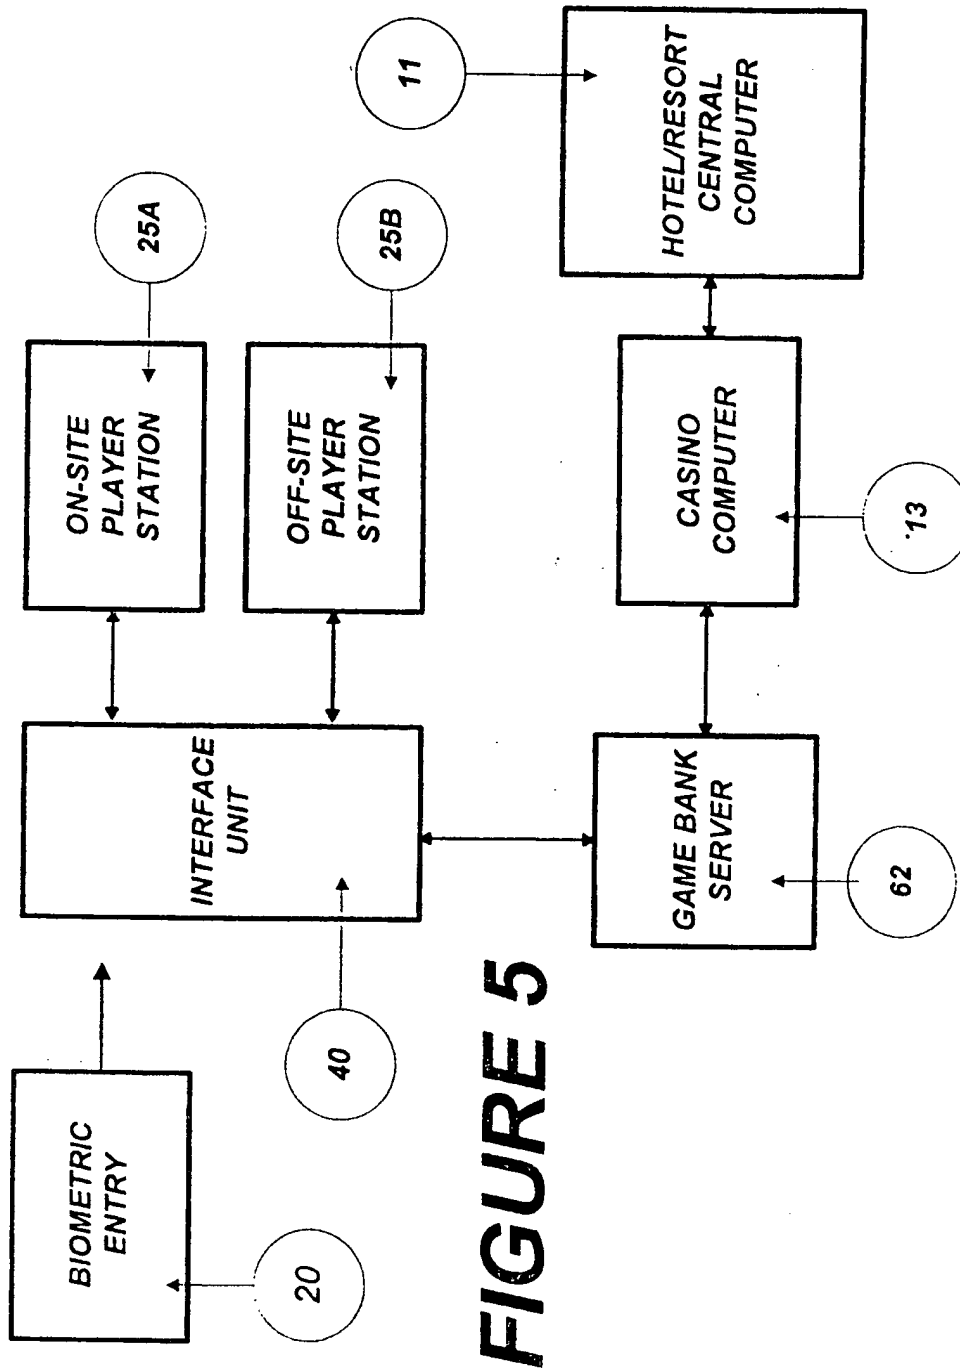 BIOMETRIC
ENTRY
20
INTERFACE
UNIT
40
ON-SITE
PLAYER
STATION
25A
OFF-SITE
PLAYER
STATION
25B
GAME BANK
SERVER
62
CASINO
COMPUTER
13
HOTEL/RESORT
CENTRAL
COMPUTER
11
FIGURE 5